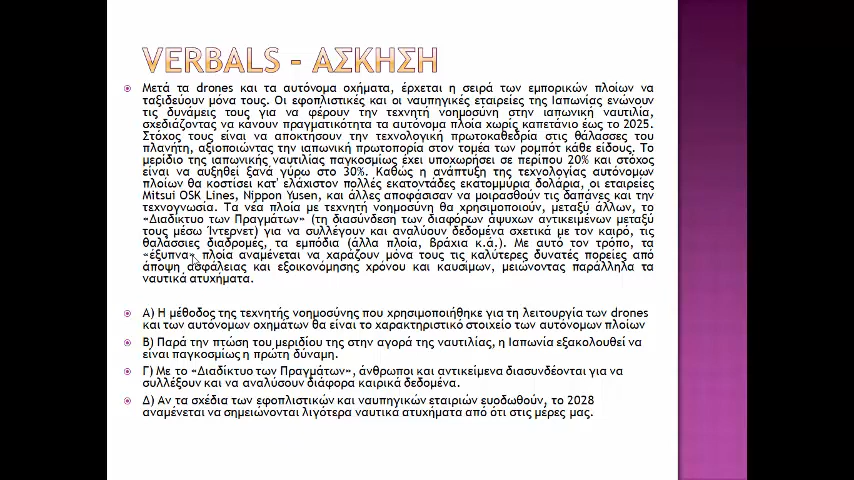 VERBALS – ΑΣΚΗΣΗ
Μετά τα drones και τα αυτόνομα οχήματα, έρχεται η σειρά των εμπορικών πλοίων να
ταξιδεύουν μόνα τους. Οι εφοπλιστικές και οι ναυπηγικές εταιρείες της Ιαπωνίας ενώνουν
τις δυνάμεις τους για να φέρουν την τεχνητή νοημοσύνη στην ιαπωνική ναυτιλία,
σχεδιάζοντας να κάνουν πραγματικότητα τα αυτόνομα πλοία χωρίς καπετάνιο έως το 2025.
Στόχος τους είναι να αποκτήσουν την τεχνολογική πρωτοκαθεδρία στις θάλασσες του
πλανήτη, αξιοποιώντας την ιαπωνική πρωτοπορία στον τομέα των ρομπότ κάθε είδους. Το
μερίδιο της ιαπωνικής ναυτιλίας παγκοσμίως έχει υποχωρήσει σε περίπου 20% και στόχος
είναι να αυξηθεί ξανά γύρω στο 30%. Καθώς η ανάπτυξη της τεχνολογίας αυτόνομων
πλοίων θα κοστίσει κατ' ελάχιστον πολλές εκατοντάδες εκατομμύρια δολάρια, οι εταιρείες
Mitsui OSK Lines, Nippon Yusen, και άλλες αποφάσισαν να μοιρασθούν τις δαπάνες και την
τεχνογνωσία. Τα νέα πλοία με τεχνητή νοημοσύνη θα χρησιμοποιούν, μεταξύ άλλων, το
«Διαδίκτυο των Πραγμάτων» (τη διασύνδεση των διαφόρων άψυχων αντικειμένων μεταξύ
τους μέσω Ίντερνετ) για να συλλέγουν και αναλύουν δεδομένα σχετικά με τον καιρό, τις
θαλάσσιες διαδρομές, τα εμπόδια (άλλα πλοία, βράχια κ.ά.). Με αυτό τον τρόπο, τα
«έξυπνα» πλοία αναμένεται να χαράζουν μόνα τους τις καλύτερες δυνατές πορείες από
άποψη ασφάλειας και εξοικονόμησης χρόνου και καυσίμων, μειώνοντας παράλληλα τα
ναυτικά ατυχήματα.
Α) Η μέθοδος της τεχνητής νοημοσύνης που χρησιμοποιήθηκε για τη λειτουργία των drones
και των αυτόνομων οχημάτων θα είναι το χαρακτηριστικό στοιχείο των αυτόνομων πλοίων
Β) Παρά την πτώση του μεριδίου της στην αγορά της ναυτιλίας, η Ιαπωνία εξακολουθεί να
είναι παγκοσμίως η πρώτη δύναμη.
Γ) Με το «Διαδίκτυο των Πραγμάτων», άνθρωποι και αντικείμενα διασυνδέονται για να
συλλέξουν και να αναλύσουν διάφορα καιρικά δεδομένα.
Δ) Αν τα σχέδια των εφοπλιστικών και ναυπηγικών εταιριών ευοδωθούν, το 2028
αναμένεται να σημειώνονται λιγότερα ναυτικά ατυχήματα από ότι στις μέρες μας.